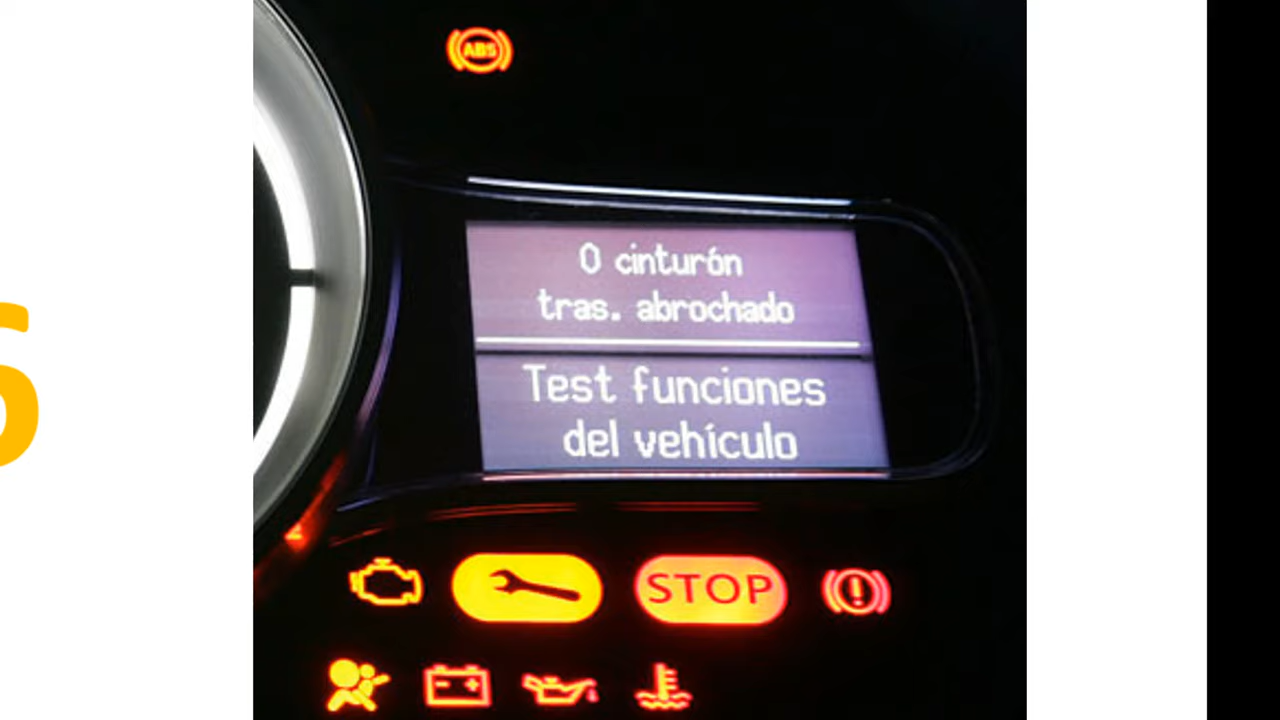 ABS
0 cinturón
tras. abrochado
Test funciones
del vehículo
STOP